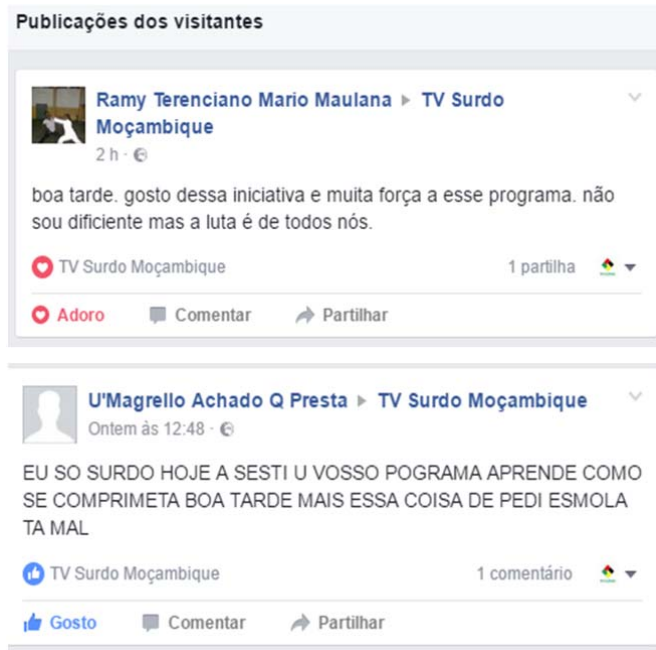 Publicações dos visitantes
Ramy Terenciano Mario Maulana ▸ TV Surdo
Moçambique
2 h ·
boa tarde. gosto dessa iniciativa e muita força a esse programa. não
sou dificiente mas a luta é de todos nós.
TV Surdo Moçambique 1 partilha
Adoro Comentar Partilhar
U'Magrello Achado Q Presta ▸ TV Surdo Moçambique
Ontem às 12:48 ·
EU SO SURDO HOJE A SESTI U VOSSO POGRAMA APRENDE COMO
SE COMPRIMETA BOA TARDE MAIS ESSA COISA DE PEDI ESMOLA
TA MAL
TV Surdo Moçambique 1 comentário
Gosto Comentar Partilhar